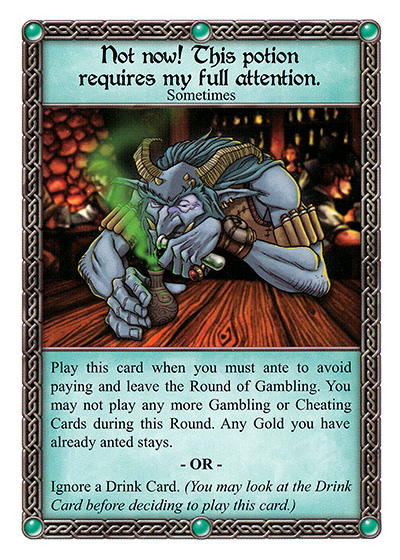 Not now! This potion
requires my full attention.
Sometimes
Play this card when you must ante to avoid
paying and leave the Round of Gambling. You
may not play any more Gambling or Cheating
Cards during this Round. Any Gold you have
already anted stays.
- OR -
Ignore a Drink Card. (You may look at the Drink
Card before deciding to play this card.)